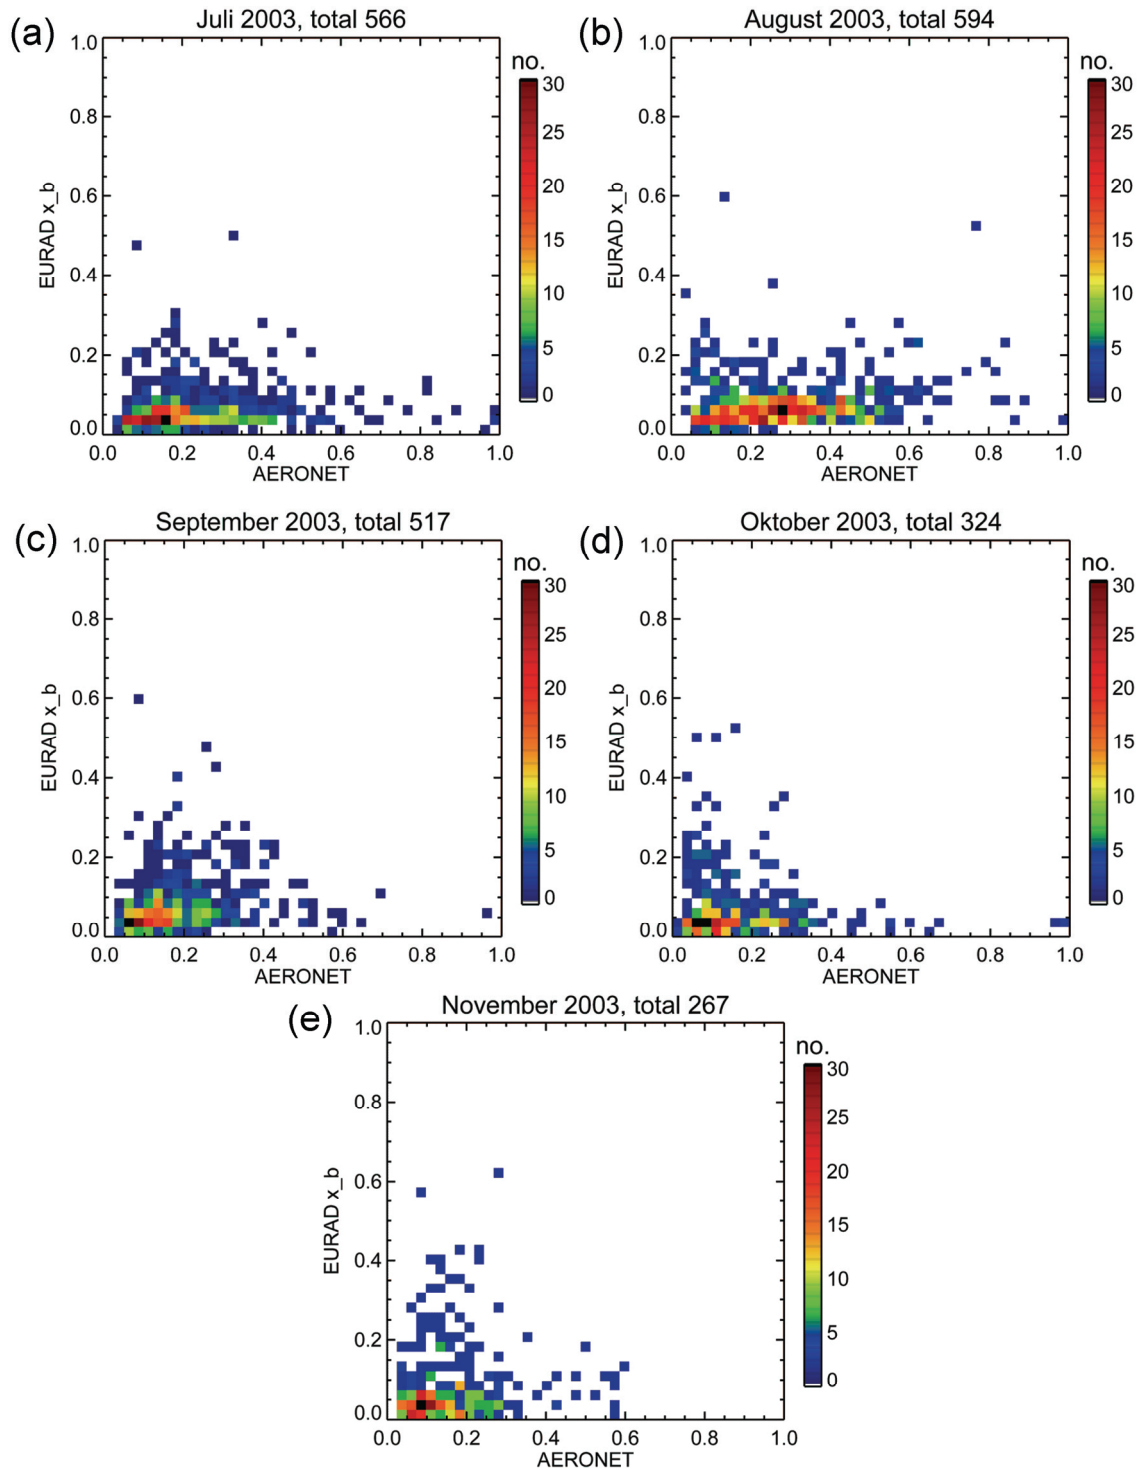 (a)
Juli 2003, total 566
1.0
0.8
0.6
0.4
0.2
0.0
EURAD x_b
0.0 0.2 0.4 0.6 0.8 1.0
AERONET
no.
30
25
20
15
10
5
0
(b)
August 2003, total 594
1.0
0.8
0.6
0.4
0.2
0.0
EURAD x_b
0.0 0.2 0.4 0.6 0.8 1.0
AERONET
no.
30
25
20
15
10
5
0
(c)
September 2003, total 517
1.0
0.8
0.6
0.4
0.2
0.0
EURAD x_b
0.0 0.2 0.4 0.6 0.8 1.0
AERONET
no.
30
25
20
15
10
5
0
(d)
Oktober 2003, total 324
1.0
0.8
0.6
0.4
0.2
0.0
EURAD x_b
0.0 0.2 0.4 0.6 0.8 1.0
AERONET
no.
30
25
20
15
10
5
0
(e)
November 2003, total 267
1.0
0.8
0.6
0.4
0.2
0.0
EURAD x_b
0.0 0.2 0.4 0.6 0.8 1.0
AERONET
no.
30
25
20
15
10
5
0